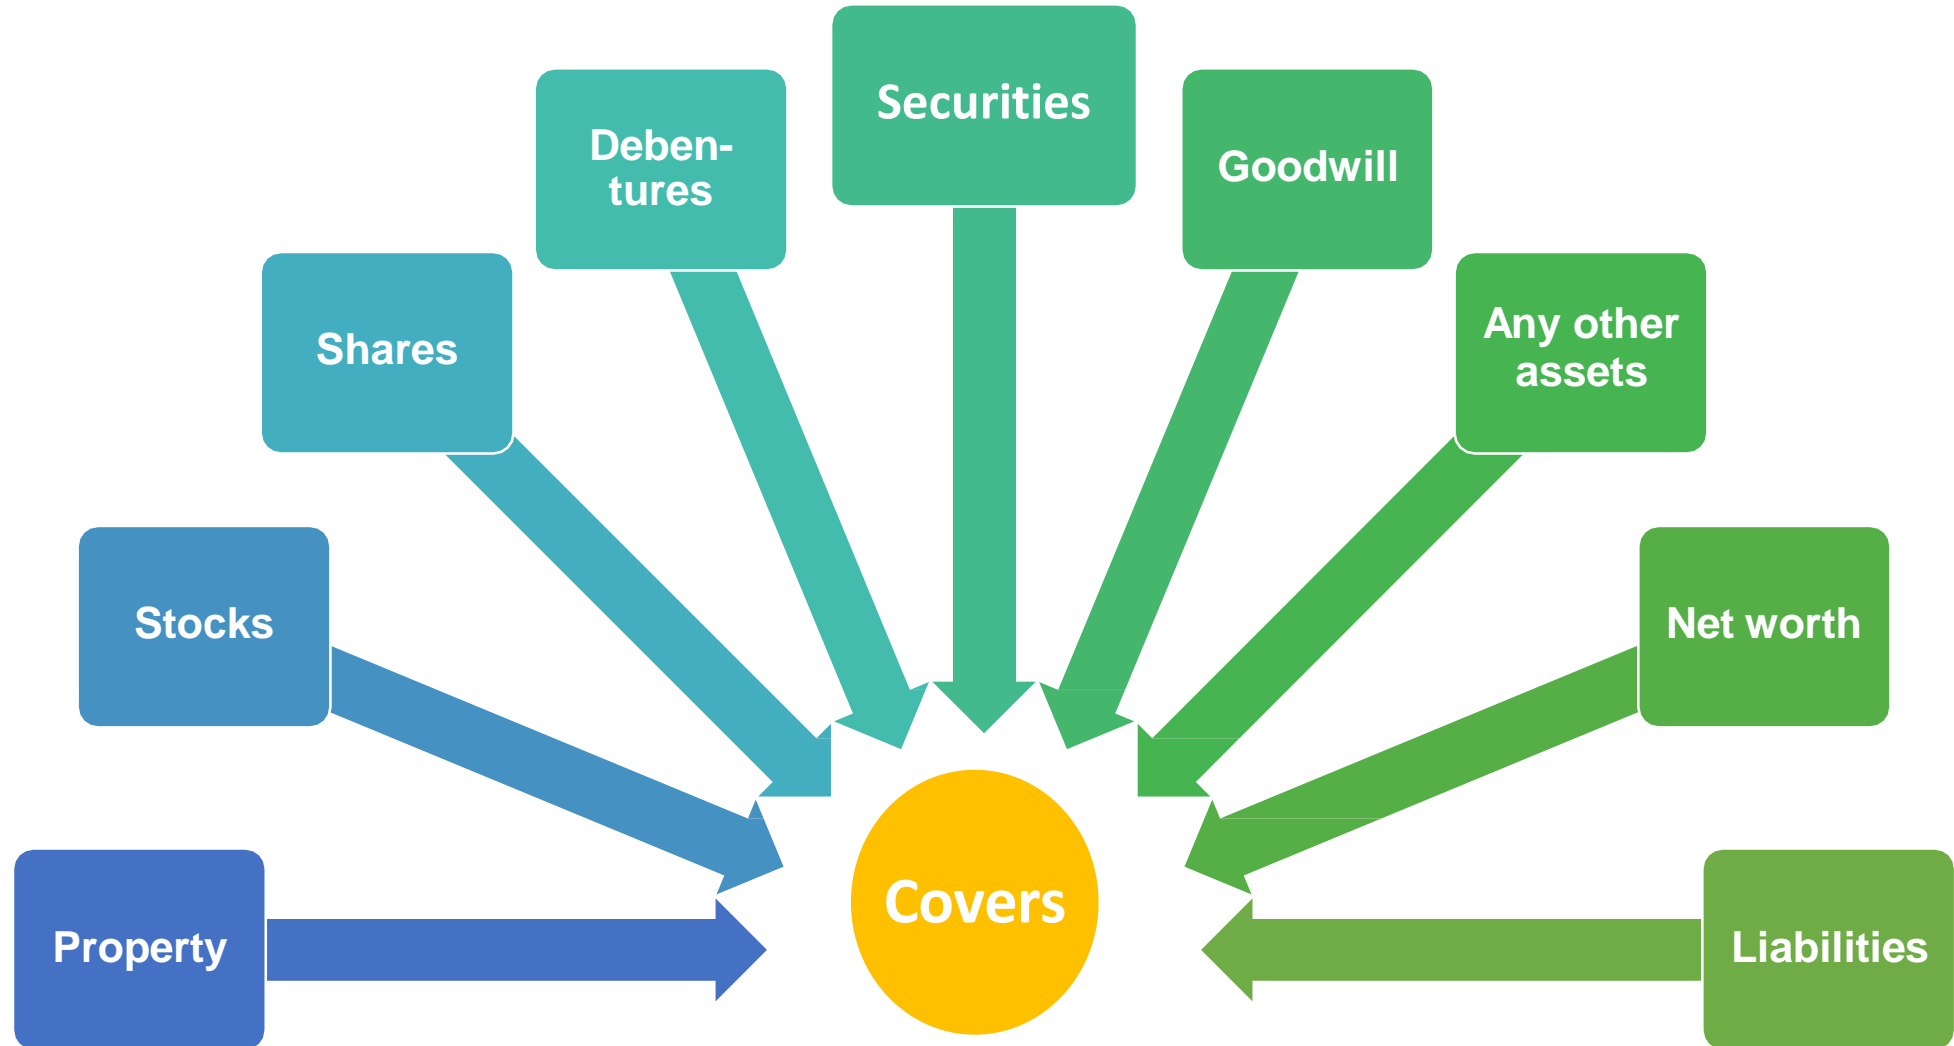 Securities
Deben-
tures
Goodwill
Shares
Any other
assets
Stocks
Net worth
Covers
Property
Liabilities